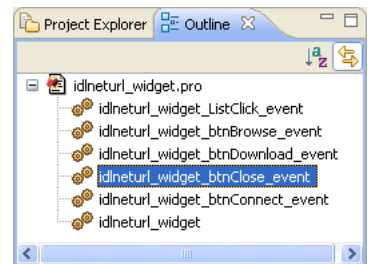 Project Explorer Outline
a
z
idlneturl_widget.pro
idlneturl_widget_ListClick_event
idlneturl_widget_btnBrowse_event
idlneturl_widget_btnDownload_event
idlneturl_widget_btnClose_event
idlneturl_widget_btnConnect_event
idlneturl_widget